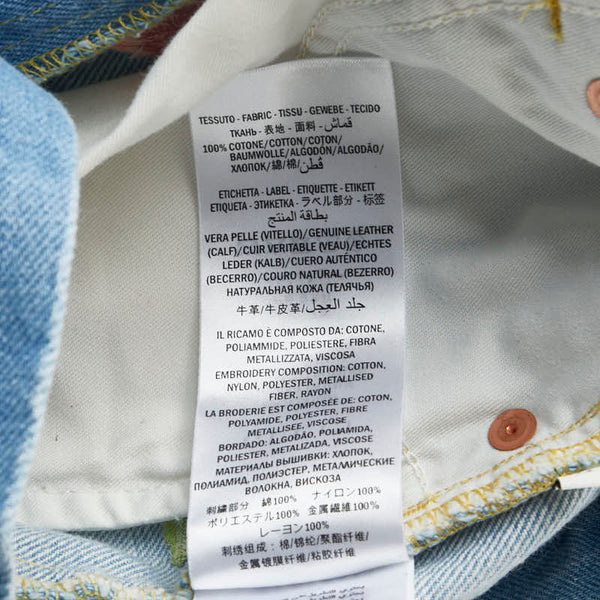 TESSUTO - FABRIC - TISSU - GEWEBE - TECIDO
ТКАНЬ - 表地 - 面料 - قماش
100% COTONE/COTTON/COTON/
BAUMWOLLE/ALGODÓN/ALGODÃO/
ХЛОПОК/綿/棉/قطن
ETICHETTA - LABEL - ETIQUETTE - ETIKETT
ETIQUETA - ЭТИКЕТКА - ラベル部分 - 标签
بطاقة المنتج
VERA PELLE (VITELLO)/GENUINE LEATHER
(CALF)/CUIR VERITABLE (VEAU)/ECHTES
LEDER (KALB)/CUERO AUTÉNTICO
(BECERRO)/COURO NATURAL (BEZERRO)
НАТУРАЛЬНАЯ КОЖА (ТЕЛЯЧЬЯ)
牛革/牛皮革/جلد العِجل
IL RICAMO È COMPOSTO DA: COTONE,
POLIAMMIDE, POLIESTERE, FIBRA
METALLIZZATA, VISCOSA
EMBROIDERY COMPOSITION: COTTON,
NYLON, POLYESTER, METALLISED
FIBER, RAYON
LA BRODERIE EST COMPOSÉE DE: COTON,
POLYAMIDE, POLYESTER, FIBRE
METALLISEE, VISCOSE
BORDADO: ALGODÃO, POLIAMIDA,
POLIESTER METALIZADA, VISCOSE
МАТЕРИАЛЫ ВЫШИВКИ: ХЛОПОК,
ПОЛИАМИД, ПОЛИЭСТЕР, МЕТАЛЛИЧЕСКИЕ
ВОЛОКНА, ВИСКОЗА
刺繍部分 綿100% ナイロン100%
ポリエステル100% 金属繊維100%
レーヨン100%
刺绣组成: 棉/锦纶/聚酯纤维/
金属镀膜纤维/粘胶纤维